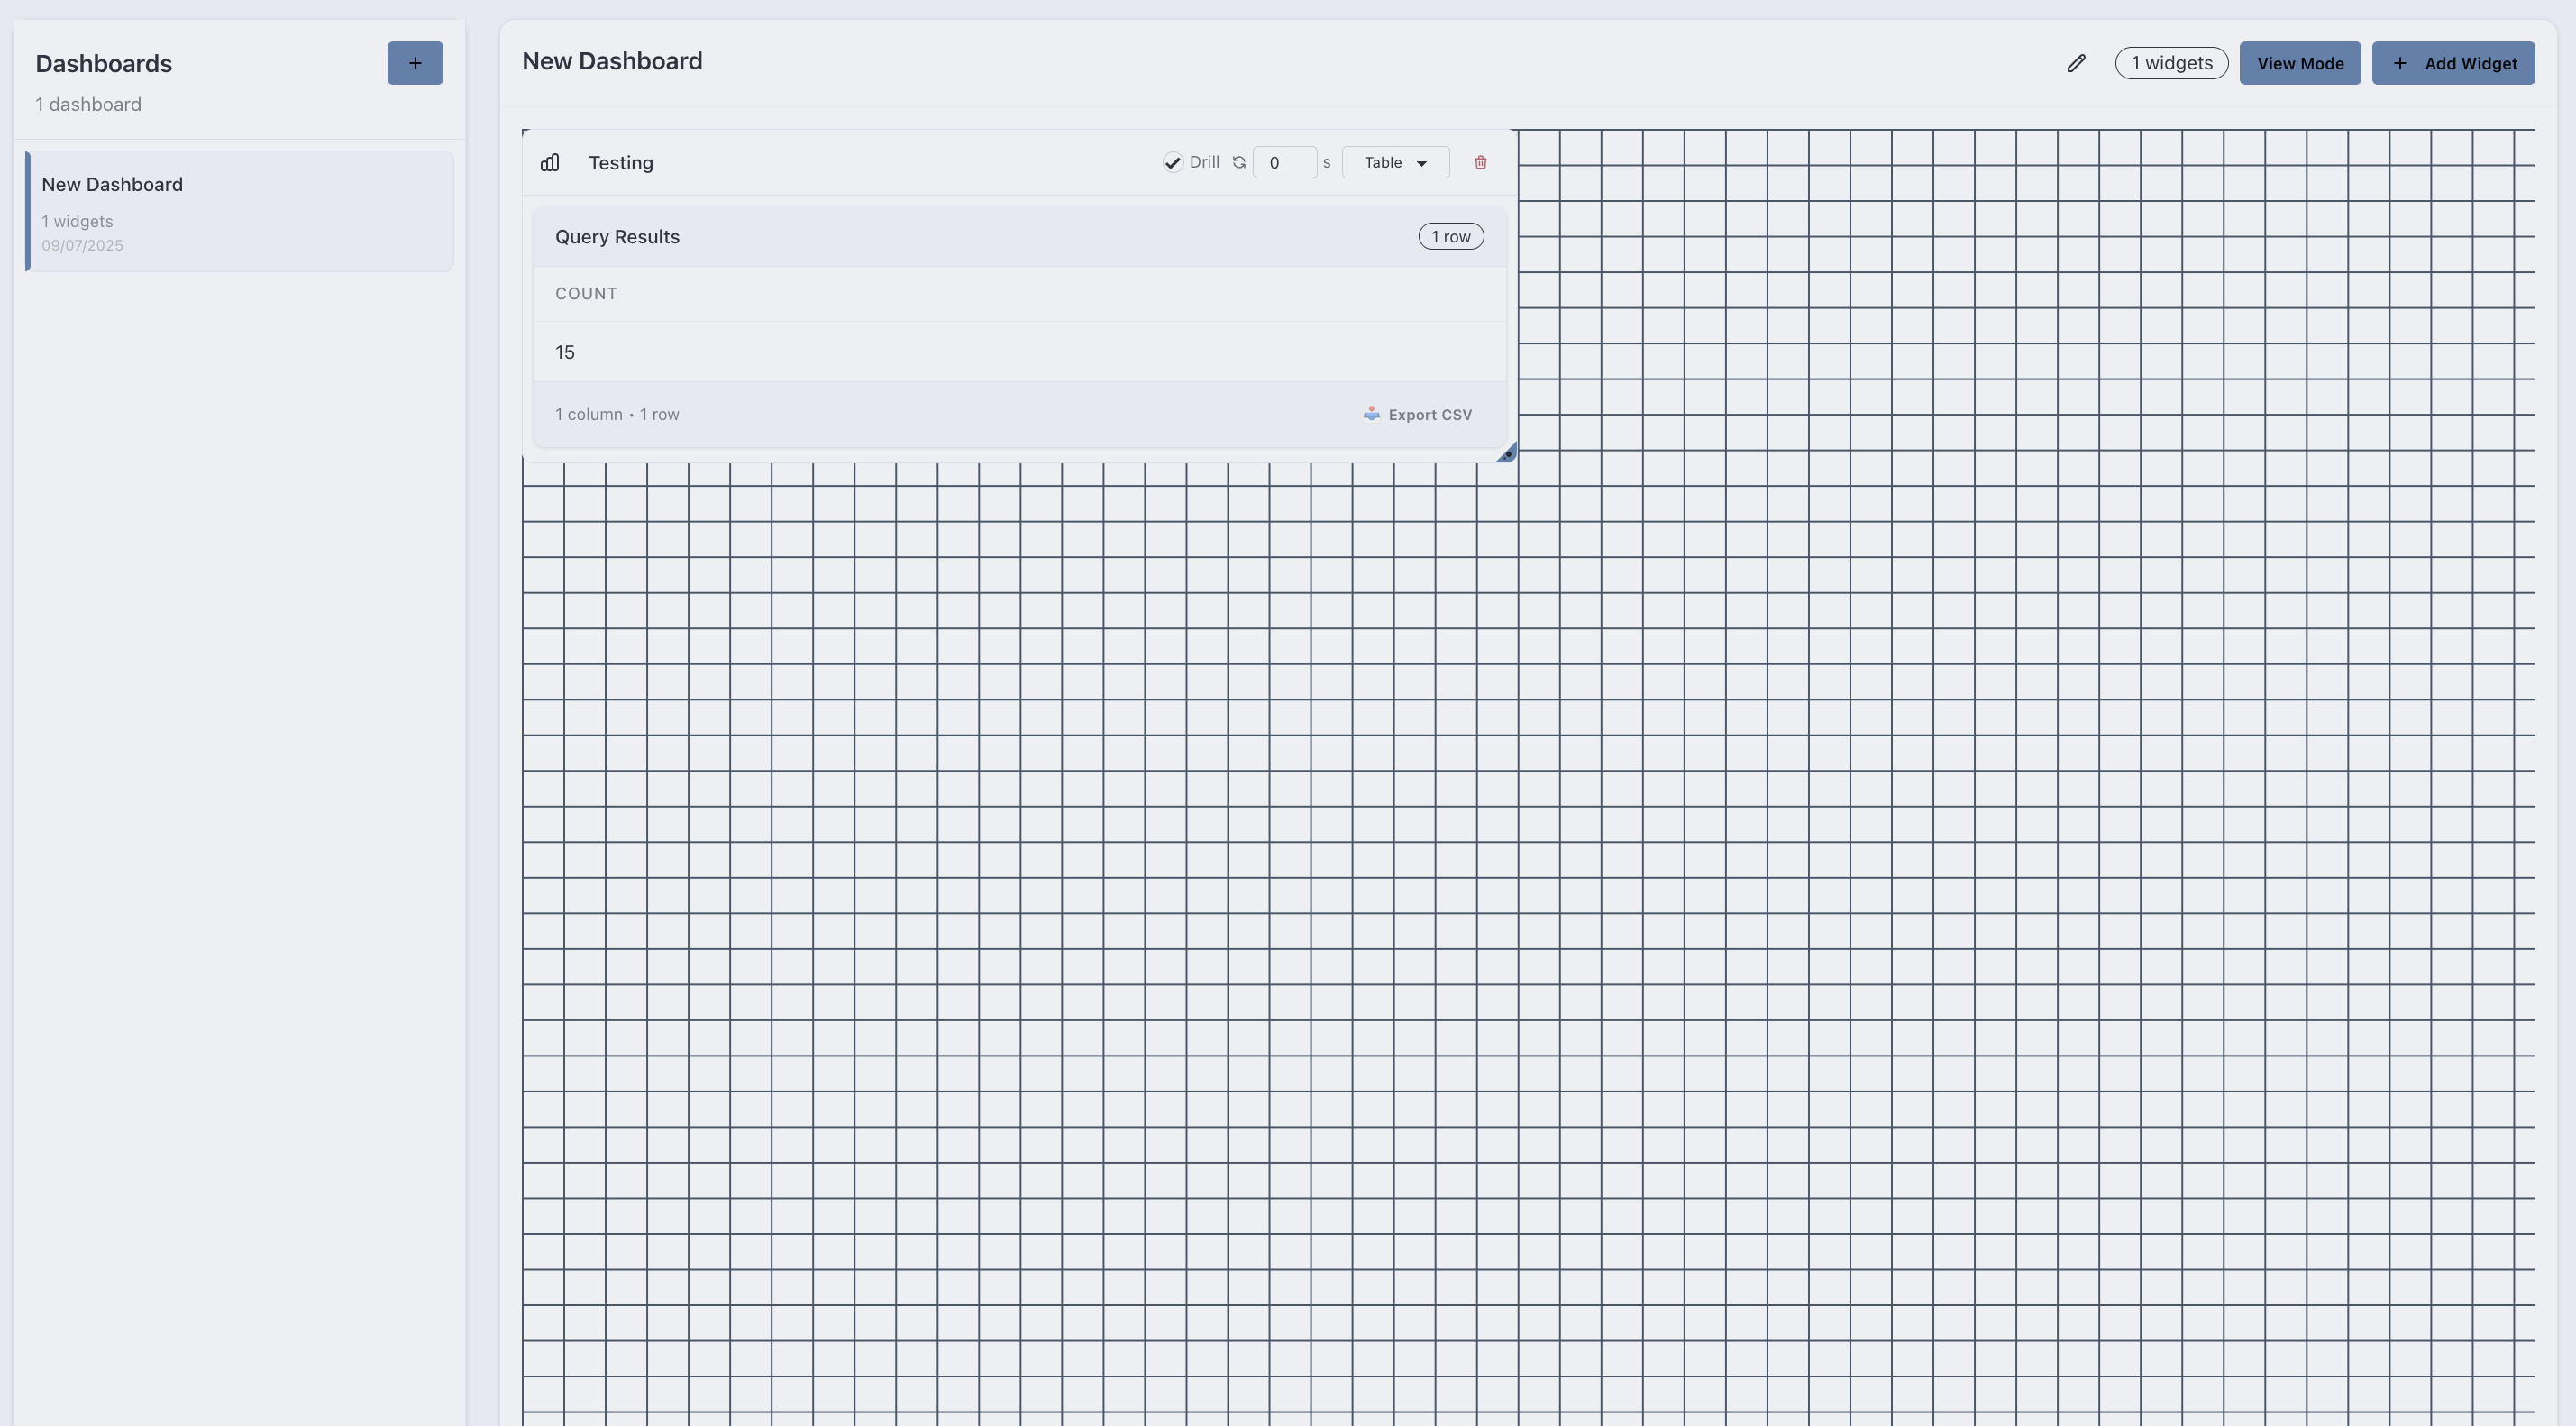 Dashboards
+
1 dashboard
New Dashboard
1 widgets
09/07/2025
New Dashboard
1 widgets
View Mode
+ Add Widget
Testing
Drill
0
s
Table
Query Results
1 row
COUNT
15
1 column • 1 row
Export CSV